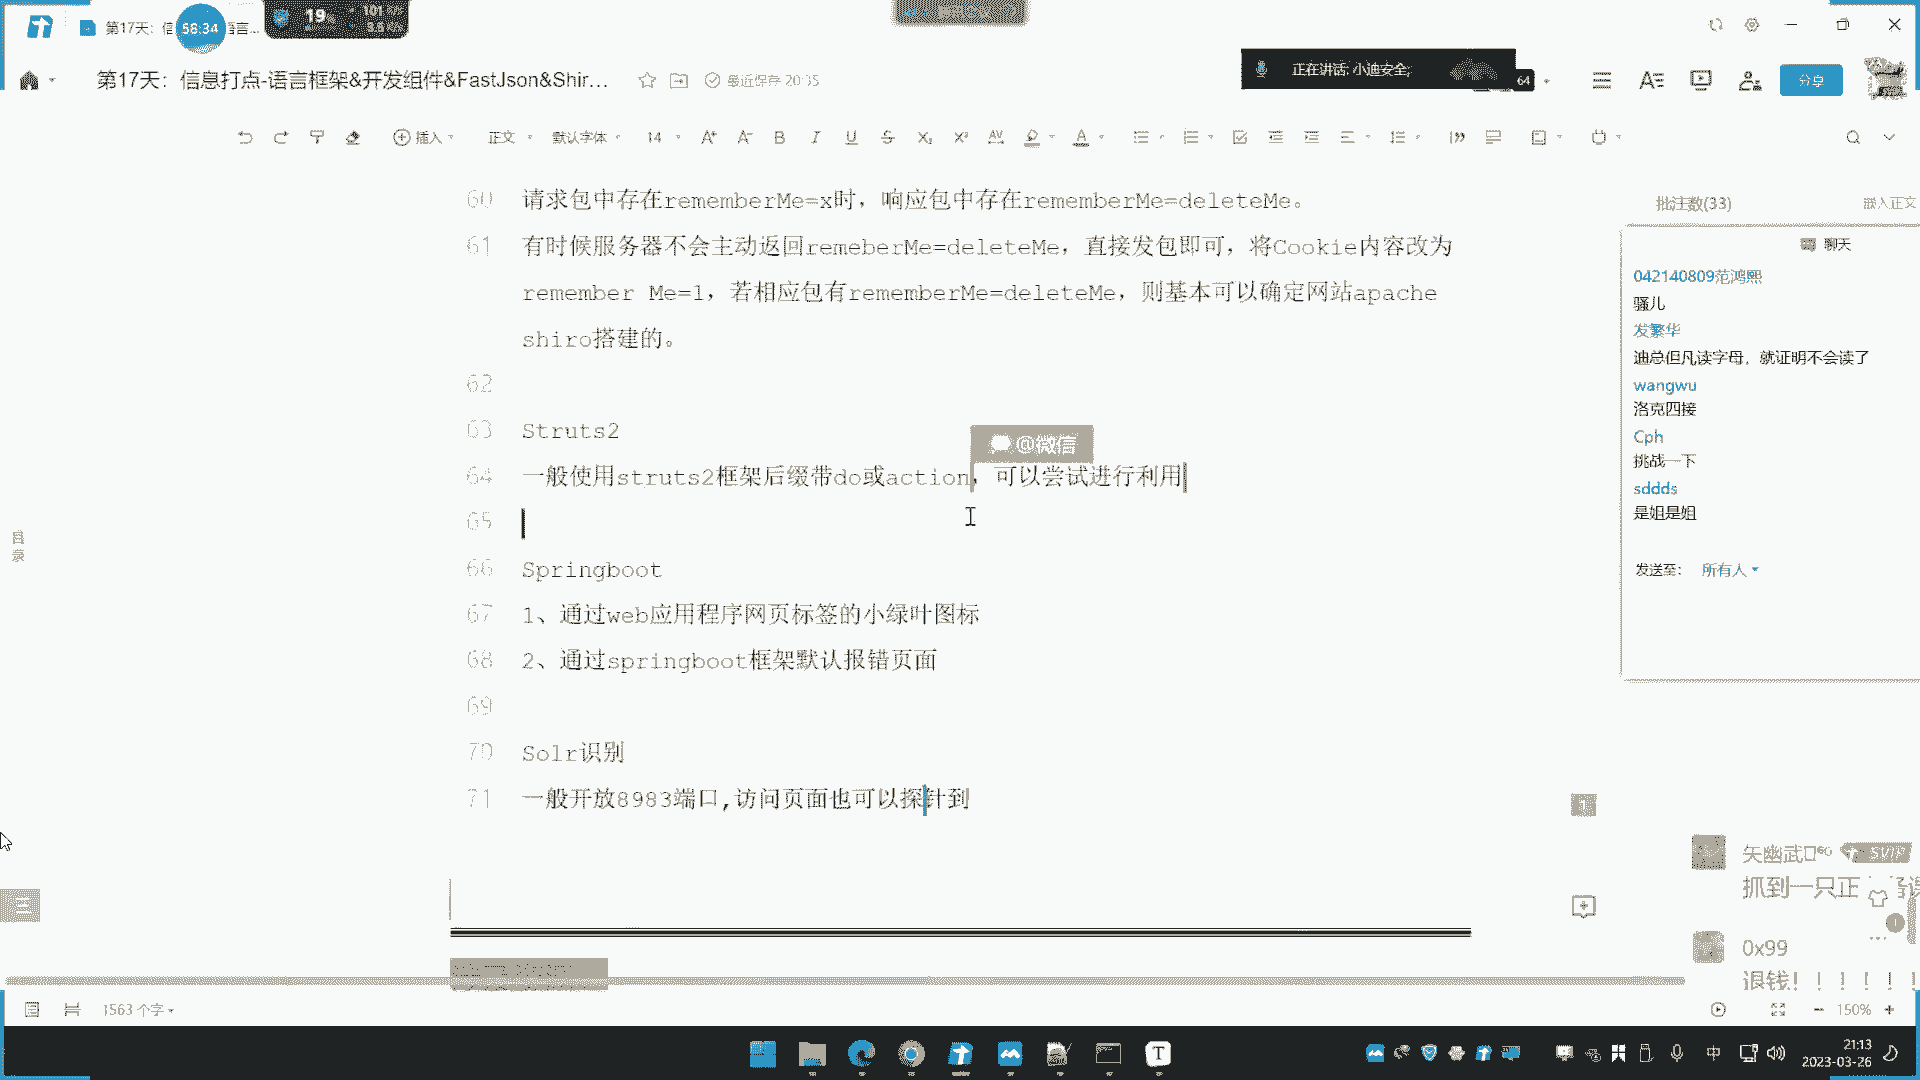 第17天：信
56:34
言...
19
101
第17天：信息打点-语言框架&开发组件&FastJson&Shir...
最近保存 20:35
正在讲话: 小迪安全;
64
分享
插入
正文
默认字体
14
60 请求包中存在rememberMe=x时，响应包中存在rememberMe=deleteMe。
61 有时候服务器不会主动返回remeberMe=deleteMe，直接发包即可，将Cookie内容改为
remember Me=1，若相应包有rememberMe=deleteMe，则基本可以确定网站apache
shiro搭建的。
62
63 Struts2
@微信
64 一般使用struts2框架后缀带do或action，可以尝试进行利用
65
66 Springboot
67 1、通过web应用程序网页标签的小绿叶图标
68 2、通过springboot框架默认报错页面
69
70 Solr识别
71 一般开放8983端口,访问页面也可以探针到
目录
批注数(33)
嵌入正文
聊天
042140809范鸿熙
骚儿
发繁华
迪总但凡读字母，就证明不会读了
wangwu
洛克四接
Cph
挑战一下
sddds
是姐是姐
发送至：
所有人
1
矢幽武
SVIP
抓到一只正
0x99
退钱！！！！！！
1563 个字
150%
中
21:13
2023-03-26